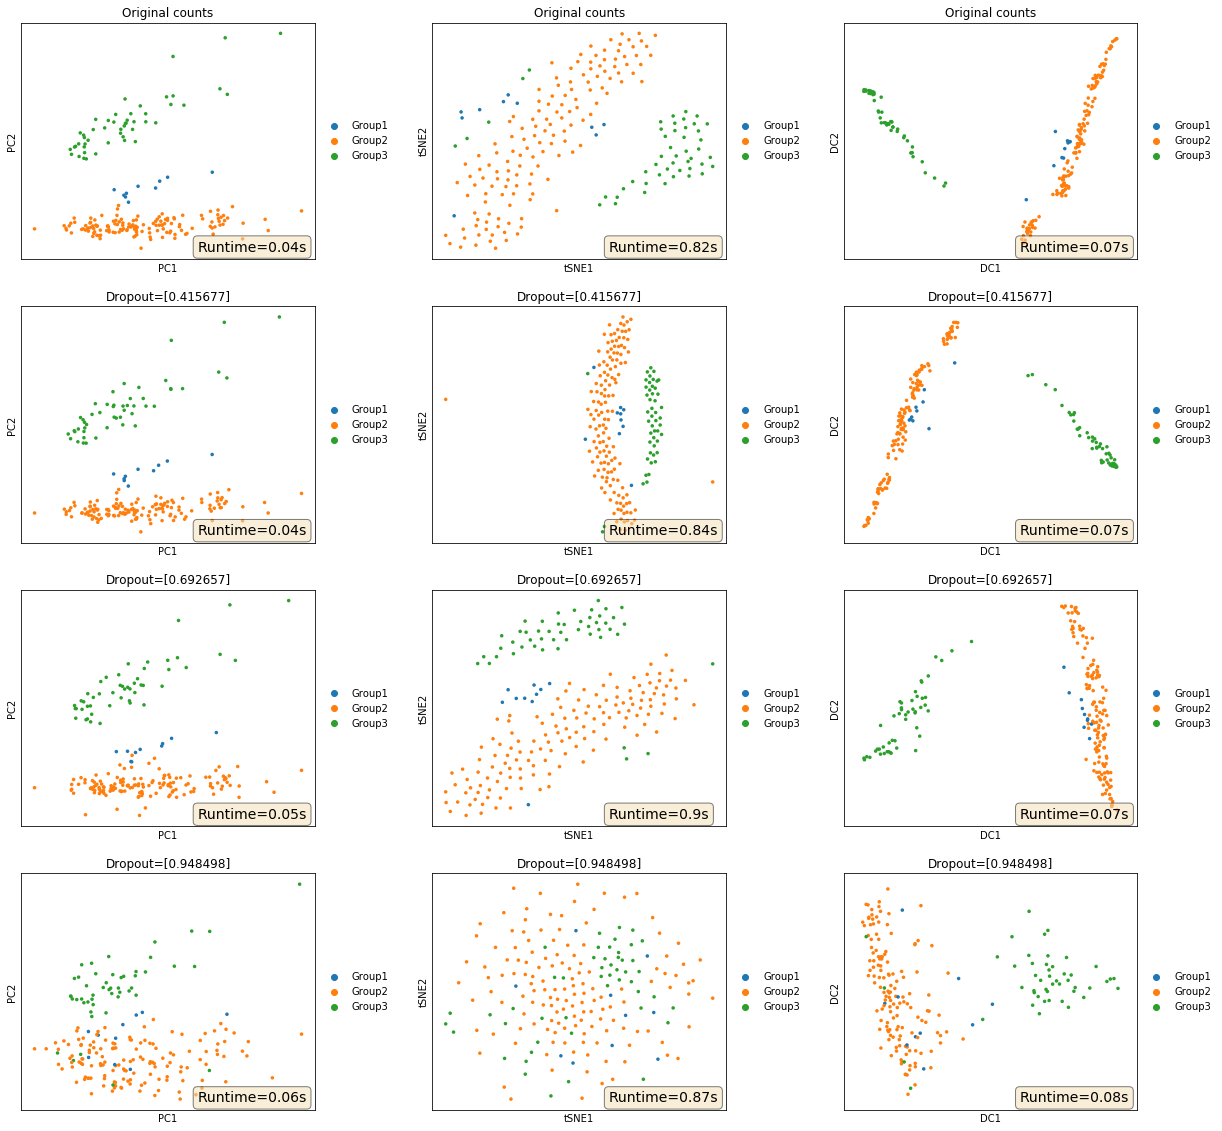 Original counts
PC2
Group1
Group2
Group3
Runtime=0.04s
PC1
Original counts
tSNE2
Group1
Group2
Group3
Runtime=0.82s
tSNE1
Original counts
DC2
Group1
Group2
Group3
Runtime=0.07s
DC1
Dropout=[0.415677]
PC2
Group1
Group2
Group3
Runtime=0.04s
PC1
Dropout=[0.415677]
tSNE2
Group1
Group2
Group3
Runtime=0.84s
tSNE1
Dropout=[0.415677]
DC2
Group1
Group2
Group3
Runtime=0.07s
DC1
Dropout=[0.692657]
PC2
Group1
Group2
Group3
Runtime=0.05s
PC1
Dropout=[0.692657]
tSNE2
Group1
Group2
Group3
Runtime=0.9s
tSNE1
Dropout=[0.692657]
DC2
Group1
Group2
Group3
Runtime=0.07s
DC1
Dropout=[0.948498]
PC2
Group1
Group2
Group3
Runtime=0.06s
PC1
Dropout=[0.948498]
tSNE2
Group1
Group2
Group3
Runtime=0.87s
tSNE1
Dropout=[0.948498]
DC2
Group1
Group2
Group3
Runtime=0.08s
DC1